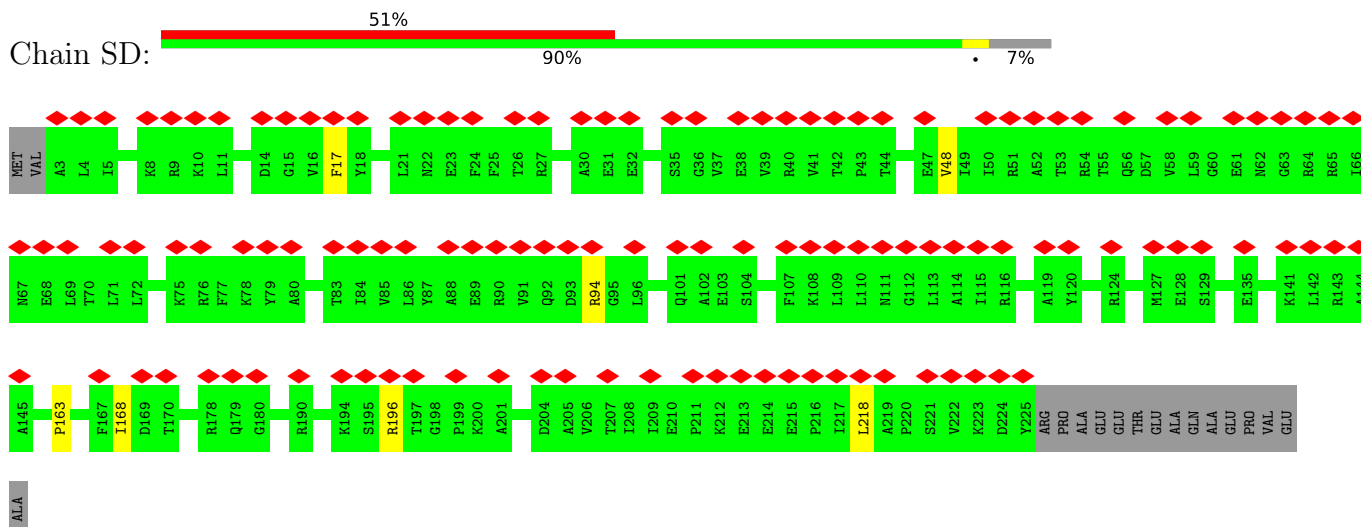 51%
Chain SD:
90% • 7%
MET VAL A3 L4 I5 K8 R9 K10 L11 D14 G15 V16 F17 Y18 L21 N22 E23 F24 F25 T26 R27 A30 E31 E32 S35 G36 V37 E38 V39 R40 V41 T42 P43 T44 E47 V48 I49 I50 R51 A52 T53 R54 T55 Q56 D57 V58 L59 G60 E61 N62 G63 R64 R65 I66
N67 E68 L69 T70 L71 L72 K75 R76 F77 K78 Y79 A80 T83 I84 V85 L86 Y87 A88 E89 R90 V91 Q92 D93 R94 G95 L96 Q101 A102 E103 S104 F107 K108 L109 L110 N111 G112 L113 A114 I115 R116 A119 Y120 R124 M127 E128 S129 E135 K141 L142 R143 A144
A145 P163 F167 I168 D169 T170 R178 Q179 G180 R190 K194 S195 R196 T197 G198 P199 K200 A201 D204 A205 V206 T207 I208 I209 E210 P211 K212 E213 E214 E215 P216 I217 L218 A219 P220 S221 V222 K223 D224 Y225 ARG PRO ALA GLU GLU THR GLU ALA GLN ALA GLU PRO VAL GLU
ALA